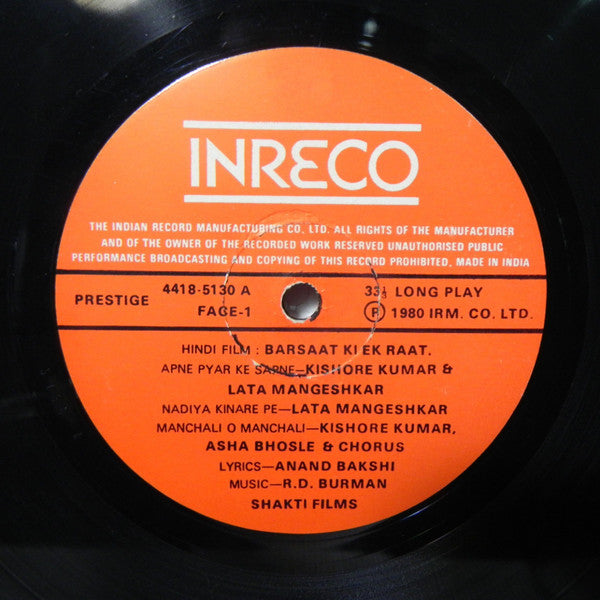 INRECO
THE INDIAN RECORD MANUFACTURING CO. LTD. ALL RIGHTS OF THE MANUFACTURER
AND OF THE OWNER OF THE RECORDED WORK RESERVED UNAUTHORISED PUBLIC
PERFORMANCE BROADCASTING AND COPYING OF THIS RECORD PROHIBITED. MADE IN INDIA
PRESTIGE 4418-5130 A 33⅓ LONG PLAY
FACE-1 Ⓟ 1980 IRM. CO. LTD.
HINDI FILM : BARSAAT KI EK RAAT.
APNE PYAR KE SAPNE—KISHORE KUMAR &
LATA MANGESHKAR
NADIYA KINARE PE—LATA MANGESHKAR
MANCHALI O MANCHALI—KISHORE KUMAR,
ASHA BHOSLE & CHORUS
LYRICS—ANAND BAKSHI
MUSIC—R.D. BURMAN
SHAKTI FILMS